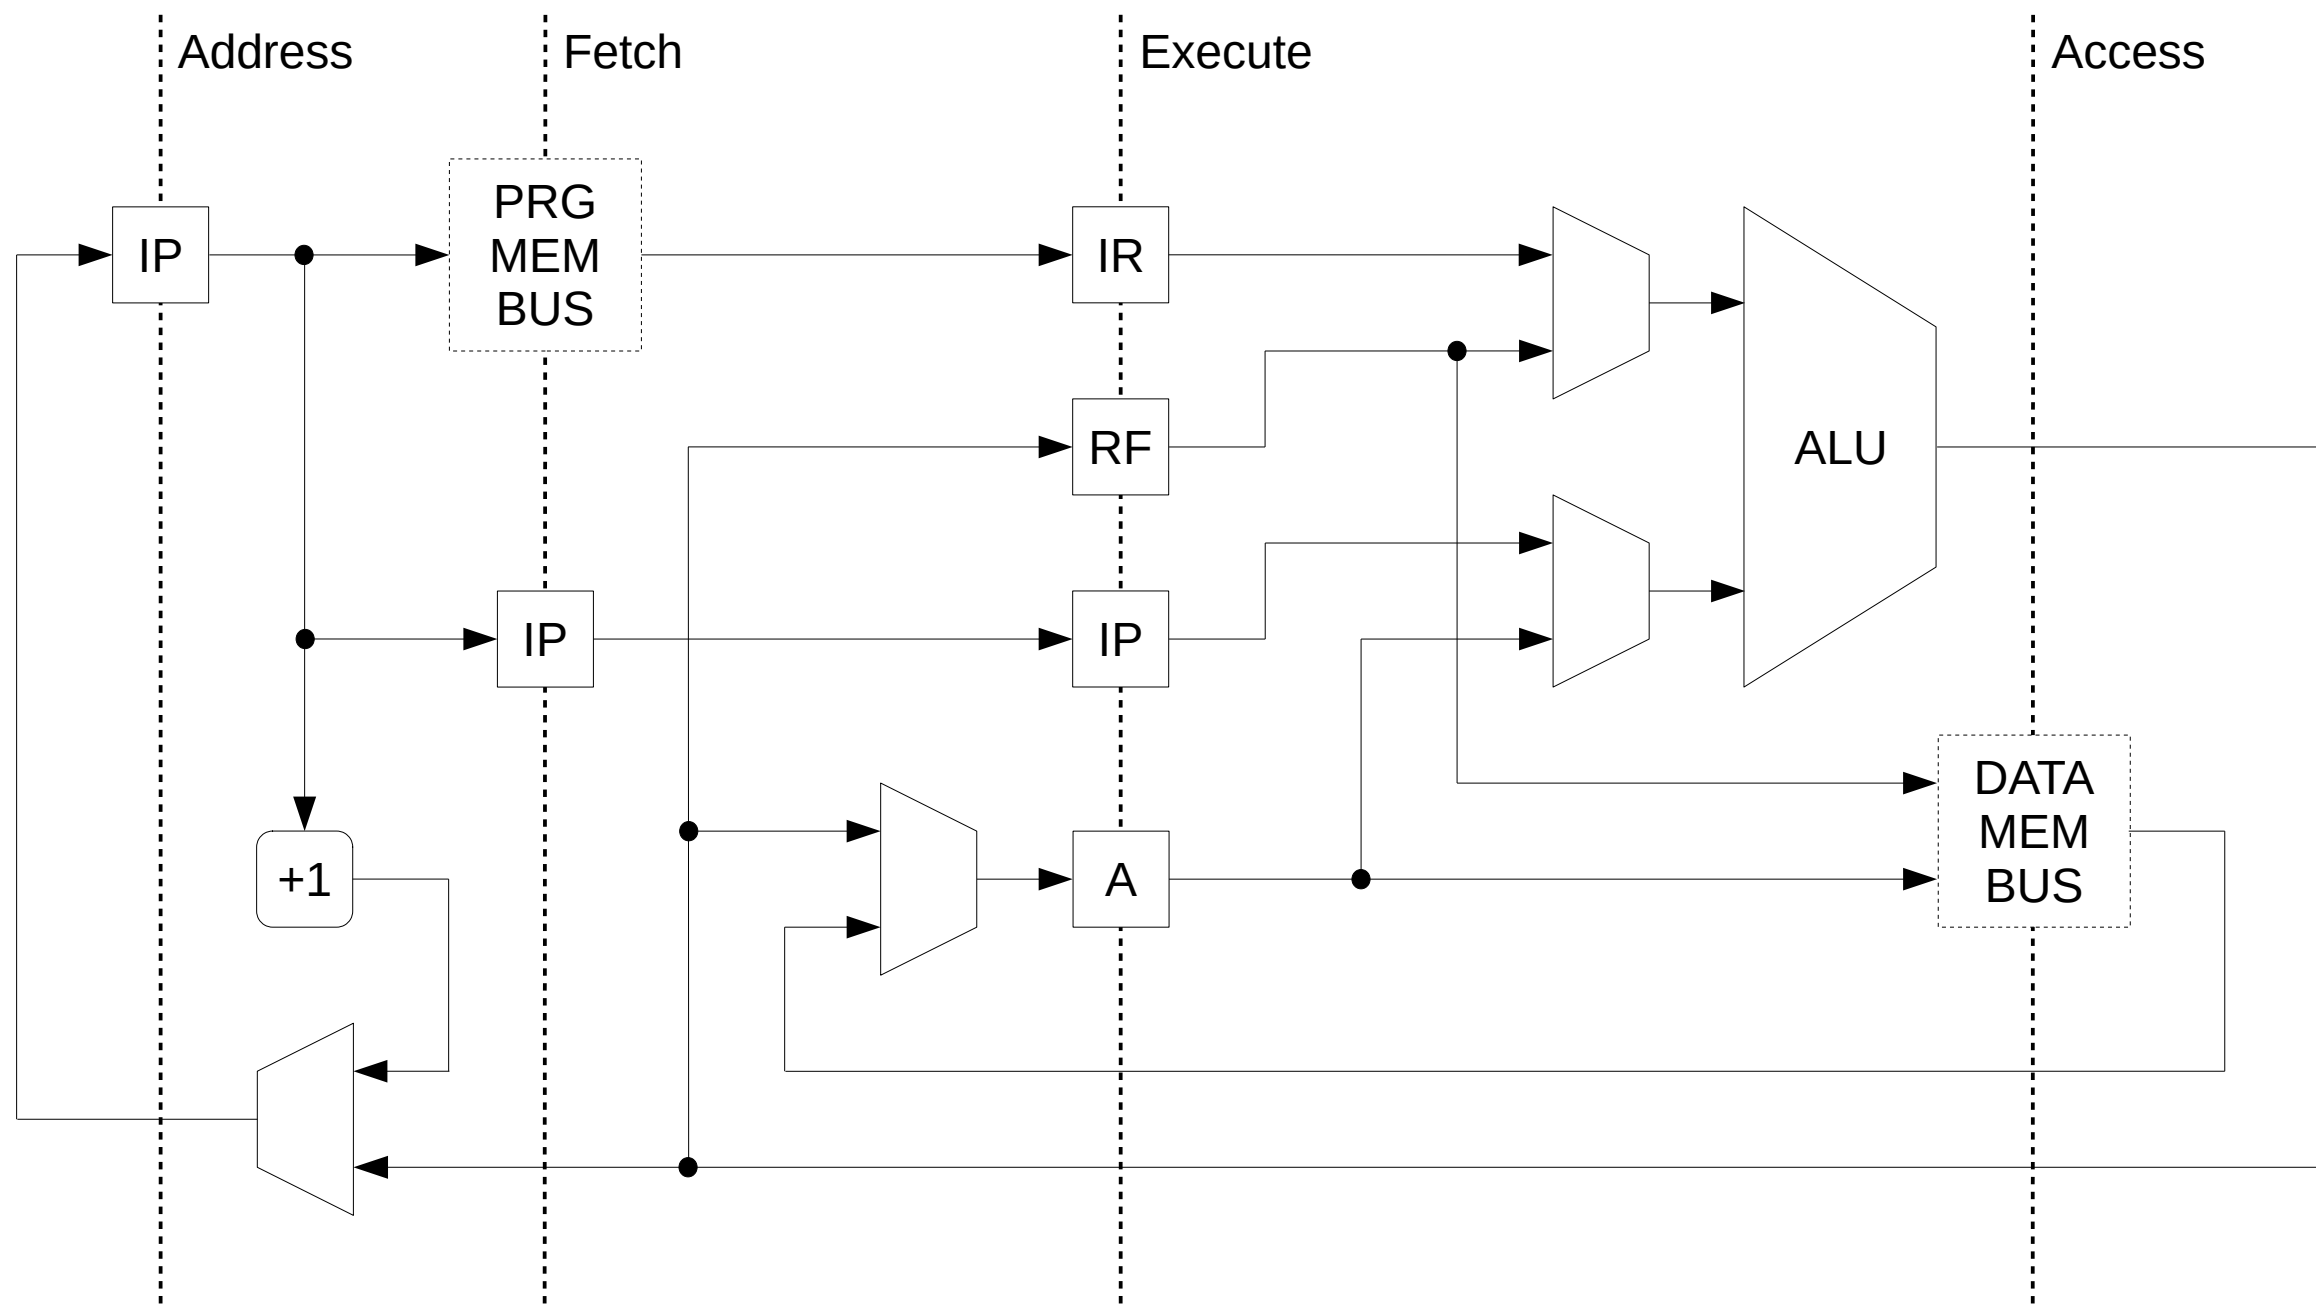 Address
Fetch
Execute
Access
PRG
MEM
BUS
IP
IR
RF
ALU
IP
IP
DATA
MEM
BUS
+1
A